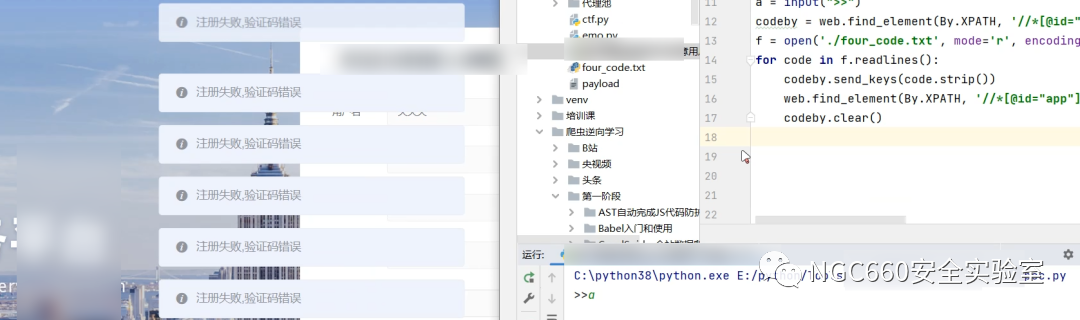 注册失败,验证码错误
注册失败,验证码错误
注册失败,验证码错误
注册失败,验证码错误
注册失败,验证码错误
注册失败,验证码错误
用户名
代理池
ctf.py
emo.py
four_code.txt
payload
venv
培训课
爬虫逆向学习
B站
央视频
头条
第一阶段
AST自动完成JS代码防护
Babel入门和使用
11 a = input(">>")
12 codeby = web.find_element(By.XPATH, '//*[@id="
13 f = open('./four_code.txt', mode='r', encoding
14 for code in f.readlines():
15 codeby.send_keys(code.strip())
16 web.find_element(By.XPATH, '//*[@id="app"]
17 codeby.clear()
18
19
20
21
22
运行:
C:\python38\python.exe E:/python/
>>a
NGC660安全实验室